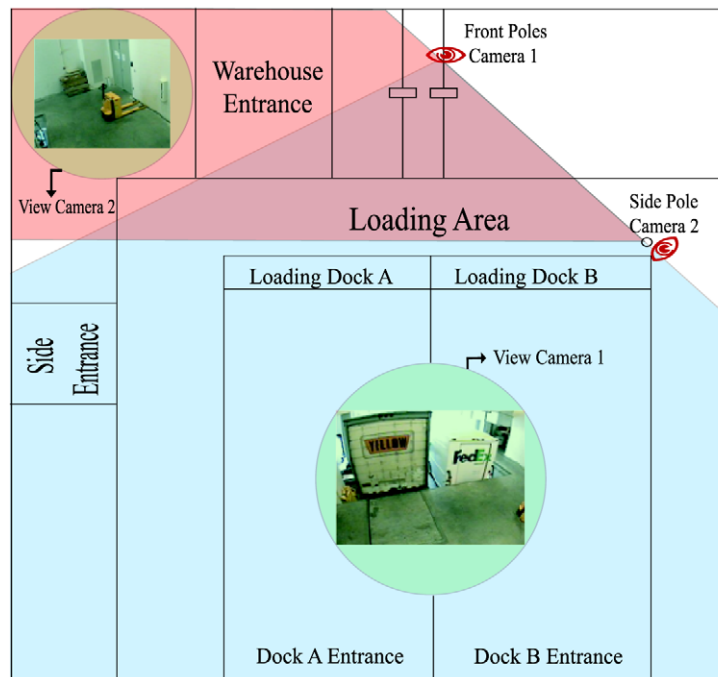 Front Poles
Camera 1
Warehouse
Entrance
View Camera 2
Side Pole
Camera 2
Loading Area
Loading Dock A
Loading Dock B
Side
Entrance
View Camera 1
YELLOW
FedEx
Dock A Entrance
Dock B Entrance